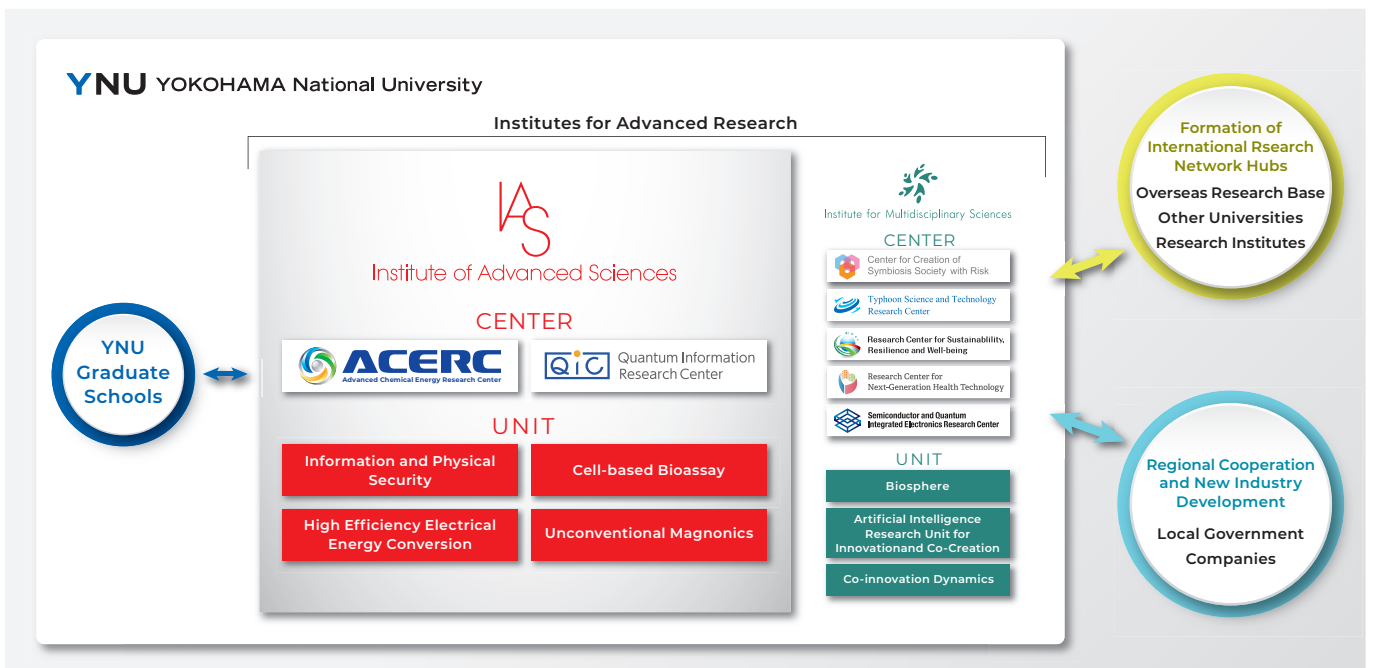 YNU YOKOHAMA National University
Institutes for Advanced Research
YNU
Graduate
Schools
IAS
Institute of Advanced Sciences
CENTER
ACERC
Advanced Chemical Energy Research Center
QiC
Quantum Information
Research Center
UNIT
Information and Physical
Security
Cell-based Bioassay
High Efficiency Electrical
Energy Conversion
Unconventional Magnonics
Institute for Multidisciplinary Sciences
CENTER
Center for Creation of
Symbiosis Society with Risk
Typhoon Science and Technology
Research Center
Research Center for Sustainablility,
Resilience and Well-being
Research Center for
Next-Generation Health Technology
Semiconductor and Quantum
Integrated Electronics Research Center
UNIT
Biosphere
Artificial Intelligence
Research Unit for
Innovationand Co-Creation
Co-innovation Dynamics
Formation of
International Rsearch
Network Hubs
Overseas Research Base
Other Universities
Research Institutes
Regional Cooperation
and New Industry
Development
Local Government
Companies